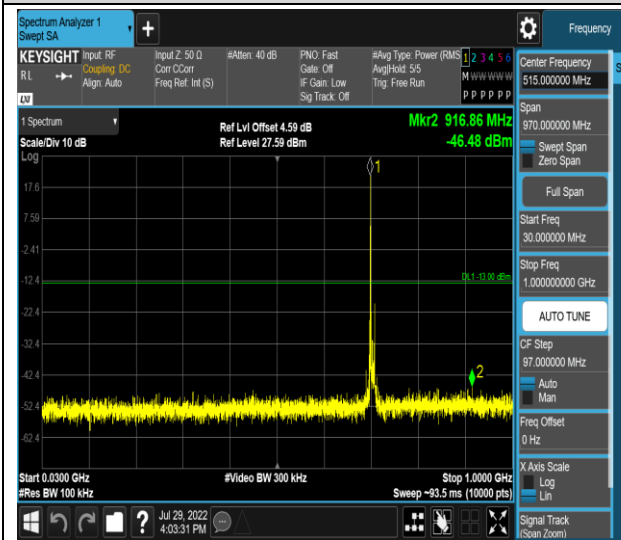 Spectrum Analyzer 1
Swept SA
+
Frequency
KEYSIGHT
RL
LXI
Input: RF
Coupling: DC
Align: Auto
Input Z: 50 Ω
Corr CCorr
Freq Ref: Int (S)
#Atten: 40 dB
PNO: Fast
Gate: Off
IF Gain: Low
Sig Track: Off
#Avg Type: Power (RMS
Avg|Hold: 5/5
Trig: Free Run
1 2 3 4 5 6
M W W W W W
P P P P P P
1 Spectrum
Scale/Div 10 dB
Log
Ref Lvl Offset 4.59 dB
Ref Level 27.59 dBm
Mkr2 916.86 MHz
-46.48 dBm
1
17.6
7.59
-2.41
-12.4
DL1 -13.00 dBm
-22.4
-32.4
-42.4
2
-52.4
-62.4
Start 0.0300 GHz
#Res BW 100 kHz
#Video BW 300 kHz
Stop 1.0000 GHz
Sweep ~93.5 ms (10000 pts)
?
Jul 29, 2022
4:03:31 PM
Center Frequency
515.000000 MHz
S
Span
970.000000 MHz
Swept Span
Zero Span
Full Span
Start Freq
30.000000 MHz
Stop Freq
1.000000000 GHz
AUTO TUNE
CF Step
97.000000 MHz
Auto
Man
Freq Offset
0 Hz
X Axis Scale
Log
Lin
Signal Track
(Span Zoom)